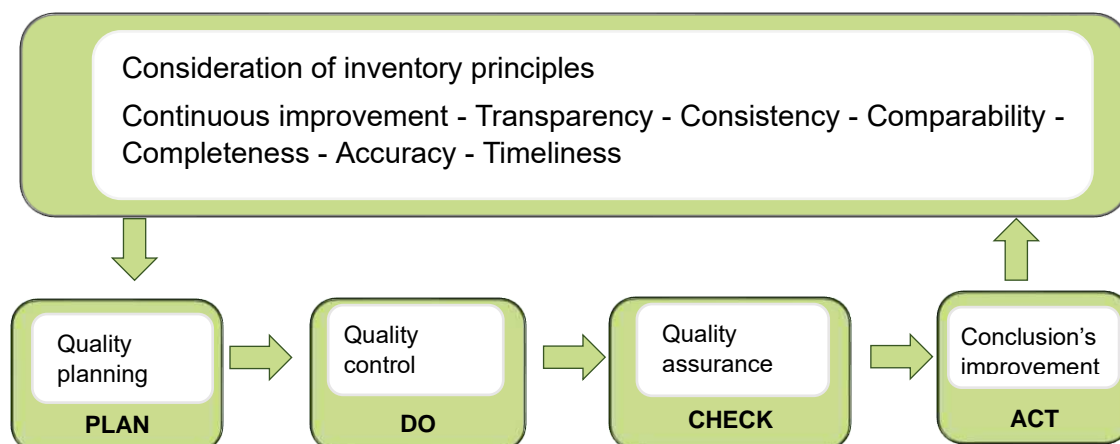 Consideration of inventory principles
Continuous improvement - Transparency - Consistency - Comparability -
Completeness - Accuracy - Timeliness
Quality
planning
PLAN
Quality
control
DO
Quality
assurance
CHECK
Conclusion’s
improvement
ACT